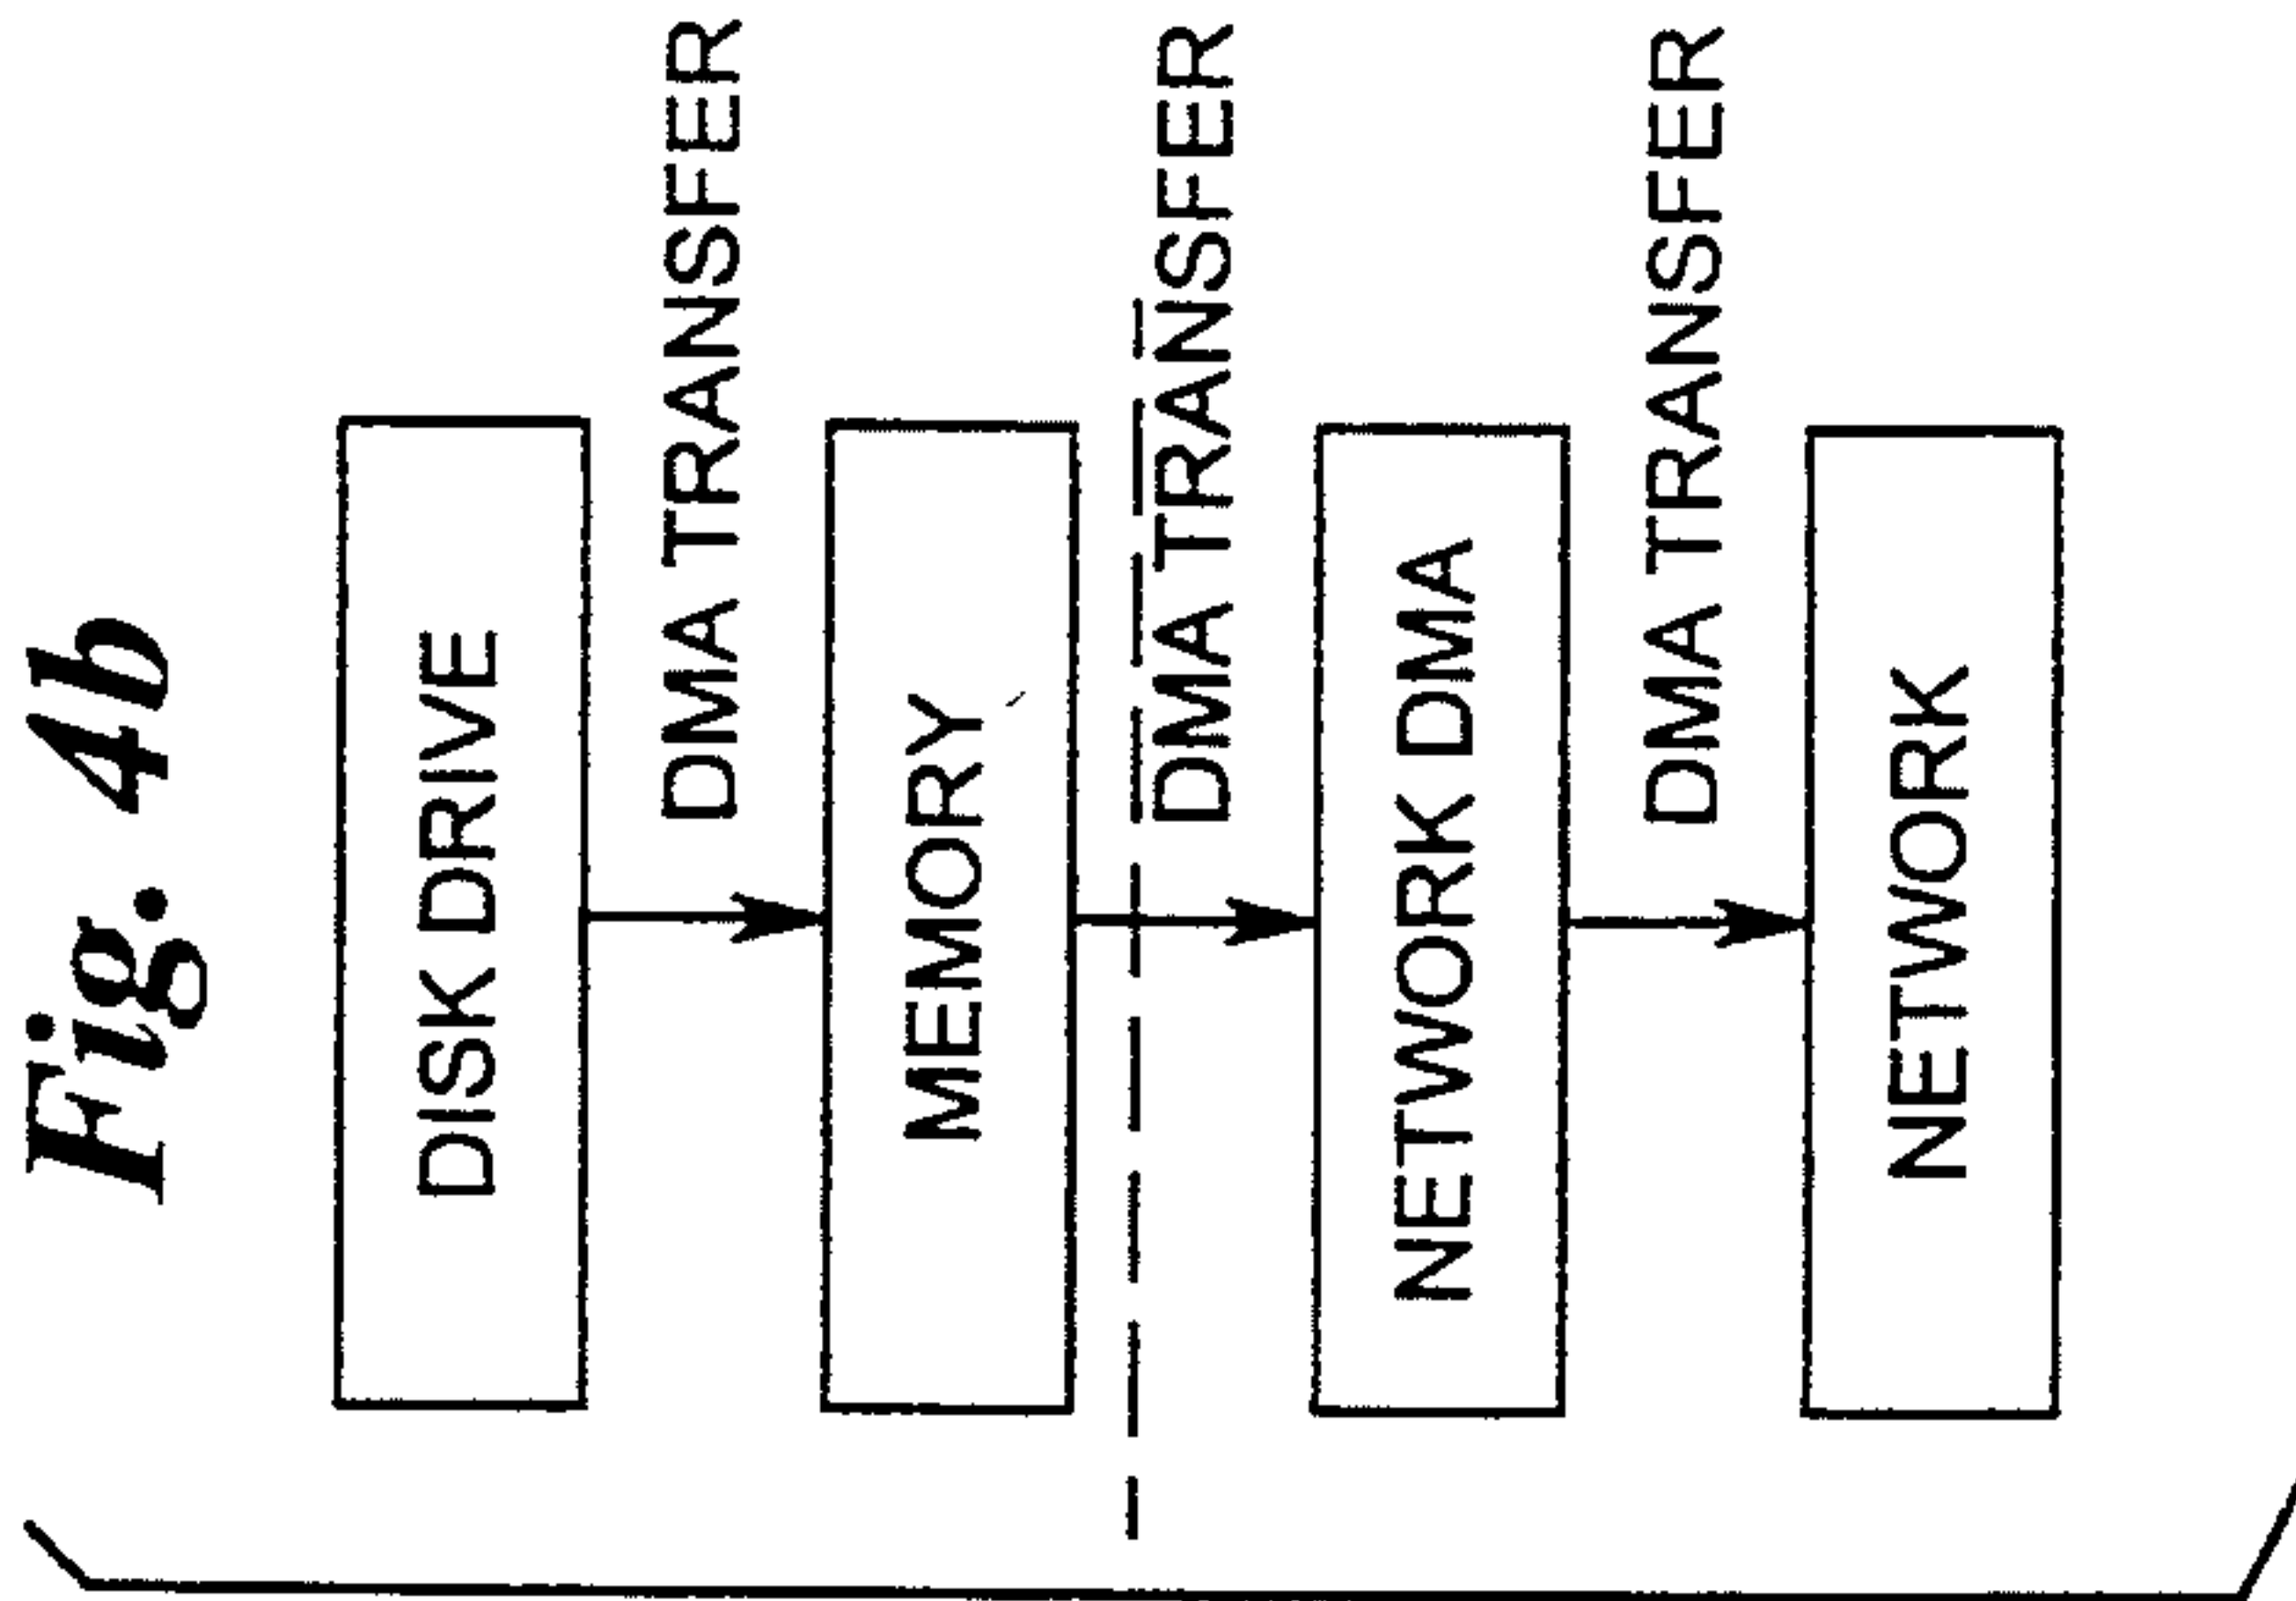 Fig. 4b
DISK DRIVE
DMA TRANSFER
MEMORY
DMA TRANSFER
NETWORK DMA
DMA TRANSFER
NETWORK